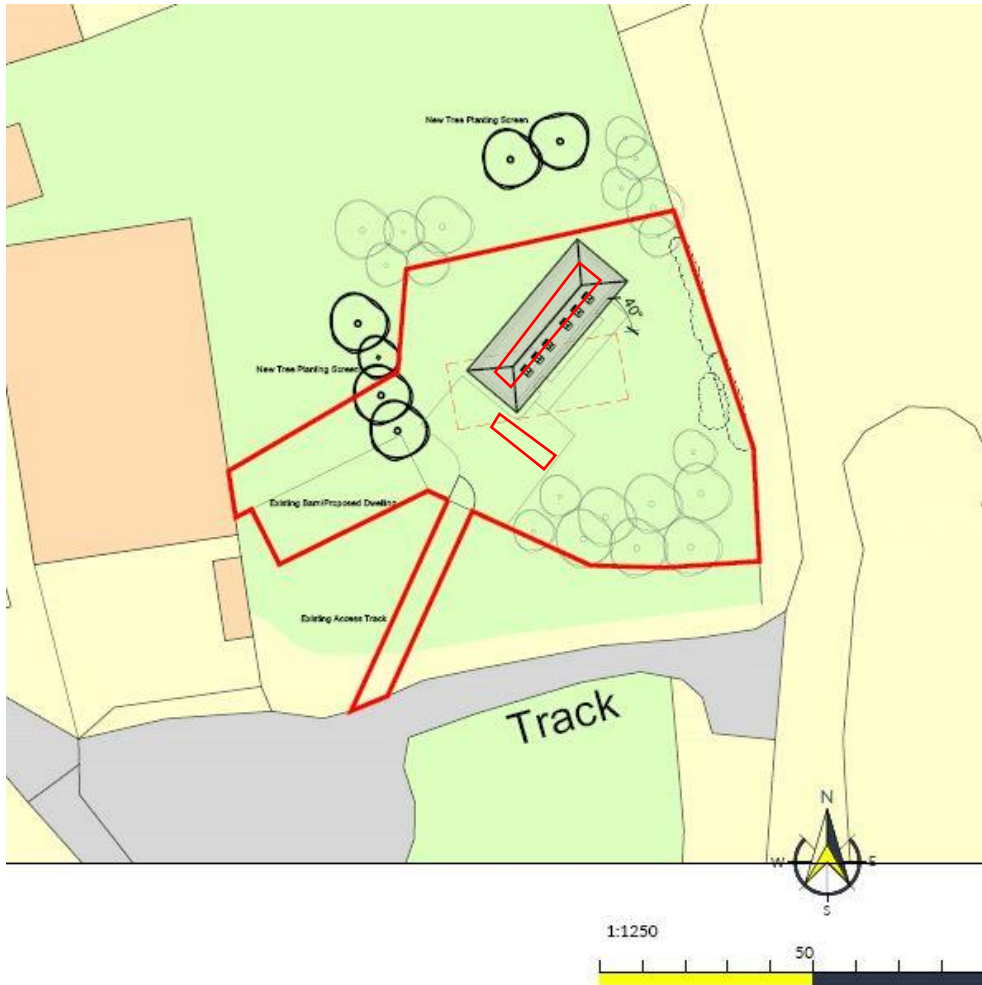 New Tree Planting Screen
40°
New Tree Planting Screen
Existing Barn/Proposed Dwelling
Existing Access Track
Track
N
W E
S
1:1250
50